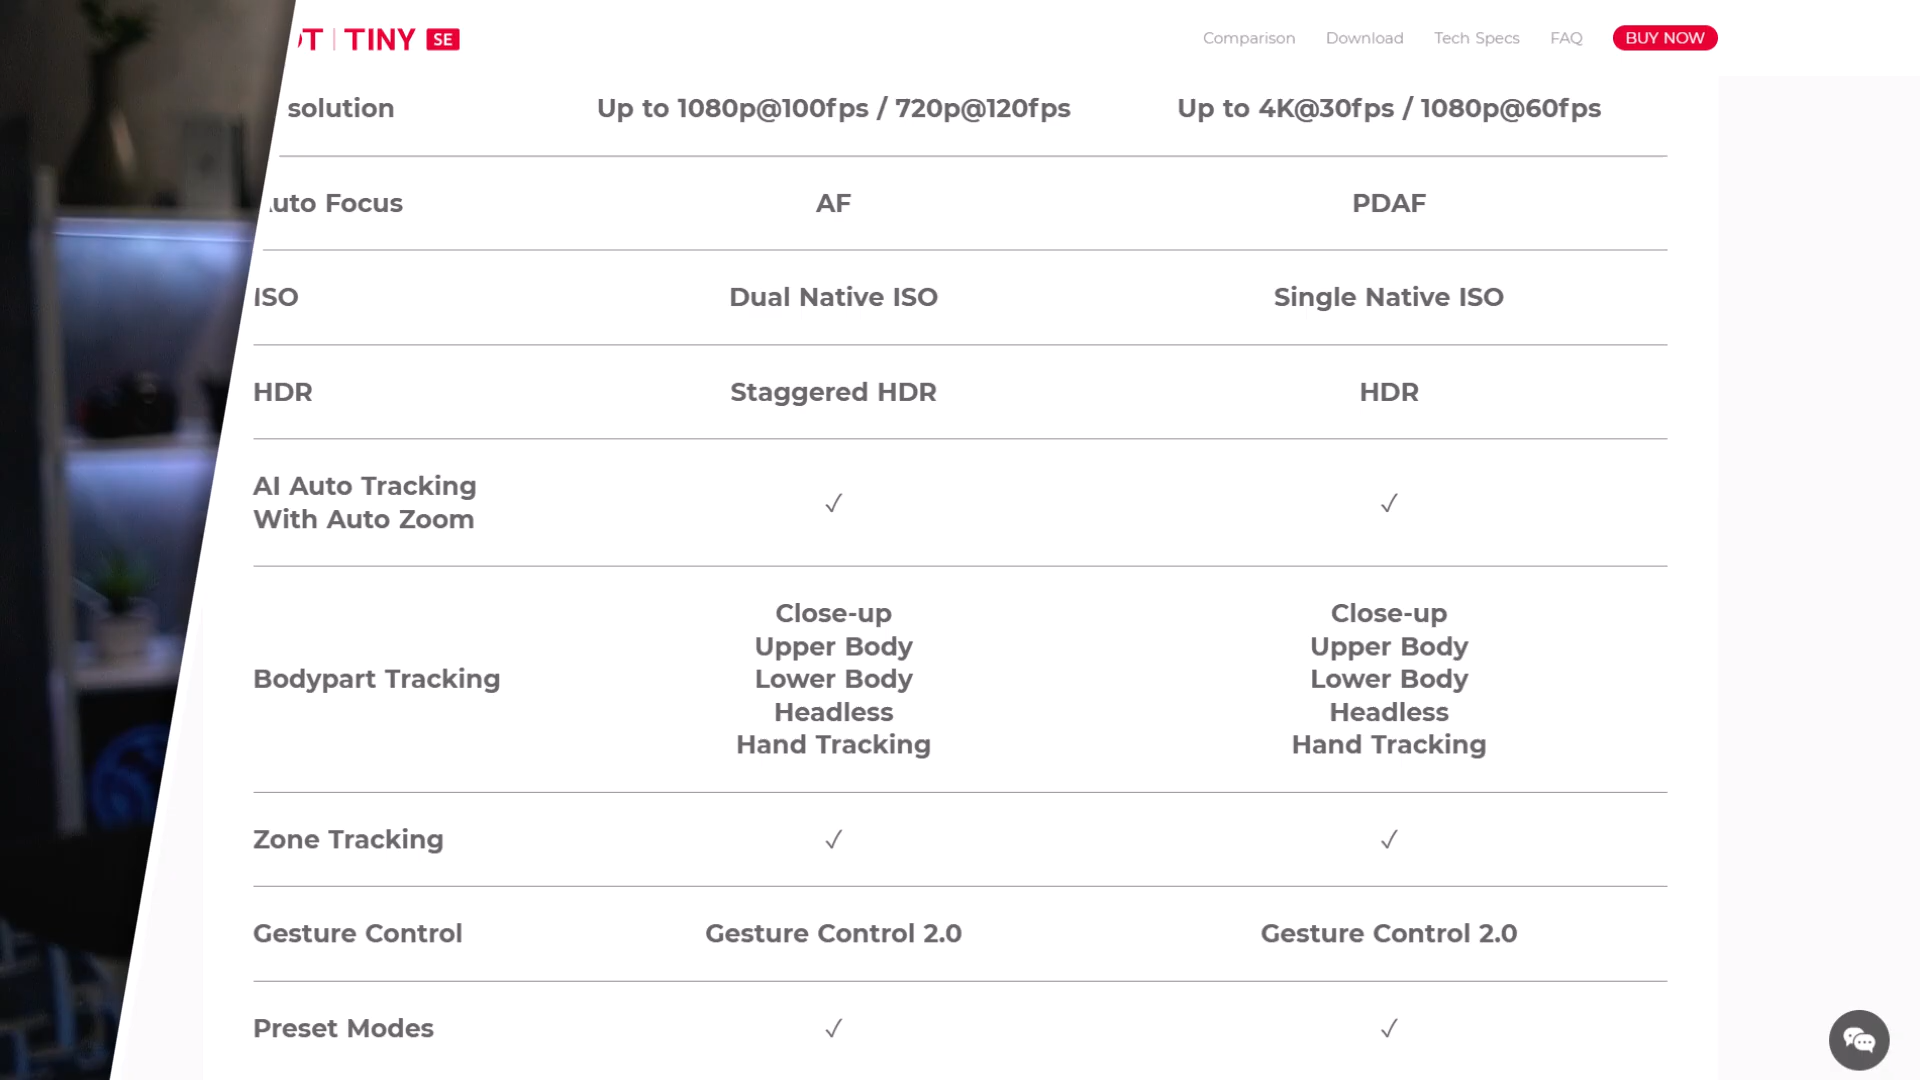 TINY SE
Comparison
Download
Tech Specs
FAQ
BUY NOW
Up to 1080p@100fps / 720p@120fps
Up to 4K@30fps / 1080p@60fps
Focus
AF
PDAF
ISO
Dual Native ISO
Single Native ISO
HDR
Staggered HDR
HDR
AI Auto Tracking
With Auto Zoom
✓
✓
Bodypart Tracking
Close-up
Upper Body
Lower Body
Headless
Hand Tracking
Close-up
Upper Body
Lower Body
Headless
Hand Tracking
Zone Tracking
✓
✓
Gesture Control
Gesture Control 2.0
Gesture Control 2.0
Preset Modes
✓
✓